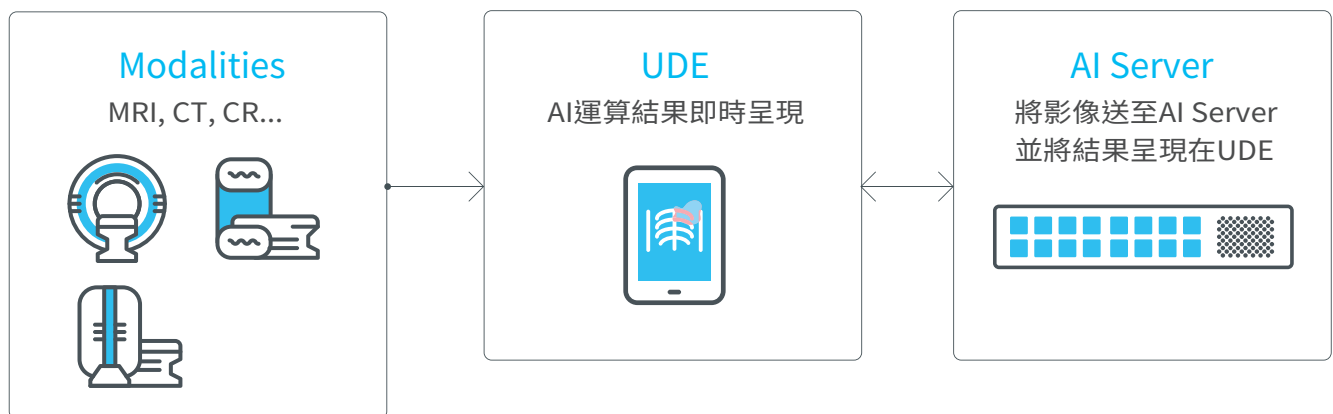 Modalities
MRI, CT, CR...
UDE
AI運算結果即時呈現
AI Server
將影像送至AI Server
並將結果呈現在UDE